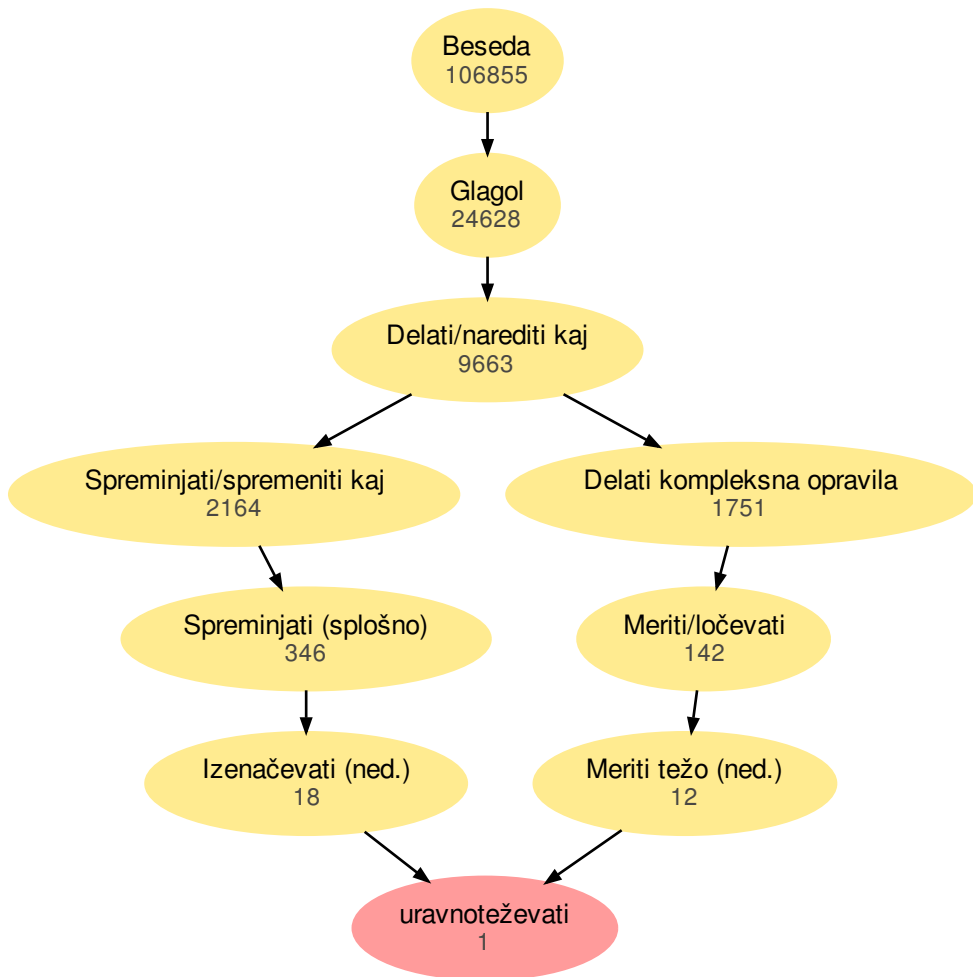 Beseda
106855
Glagol
24628
Delati/narediti kaj
9663
Spreminjati/spremeniti kaj
2164
Delati kompleksna opravila
1751
Spreminjati (splošno)
346
Meriti/ločevati
142
Izenačevati (ned.)
18
Meriti težo (ned.)
12
uravnoteževati
1